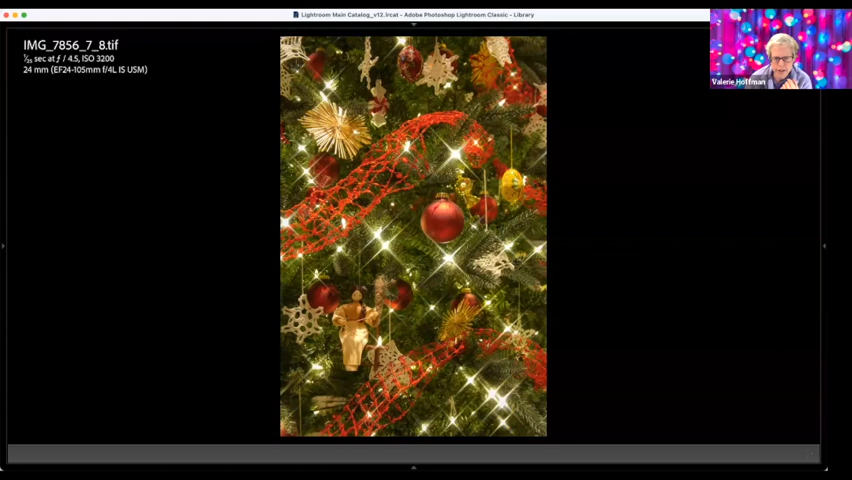 Lightroom Main Catalog_v12.lrcat - Adobe Photoshop Lightroom Classic - Library
IMG_7856_7_8.tif
1/25 sec at ƒ / 4.5, ISO 3200
24 mm (EF24-105mm f/4L IS USM)
Valerie Hoffman